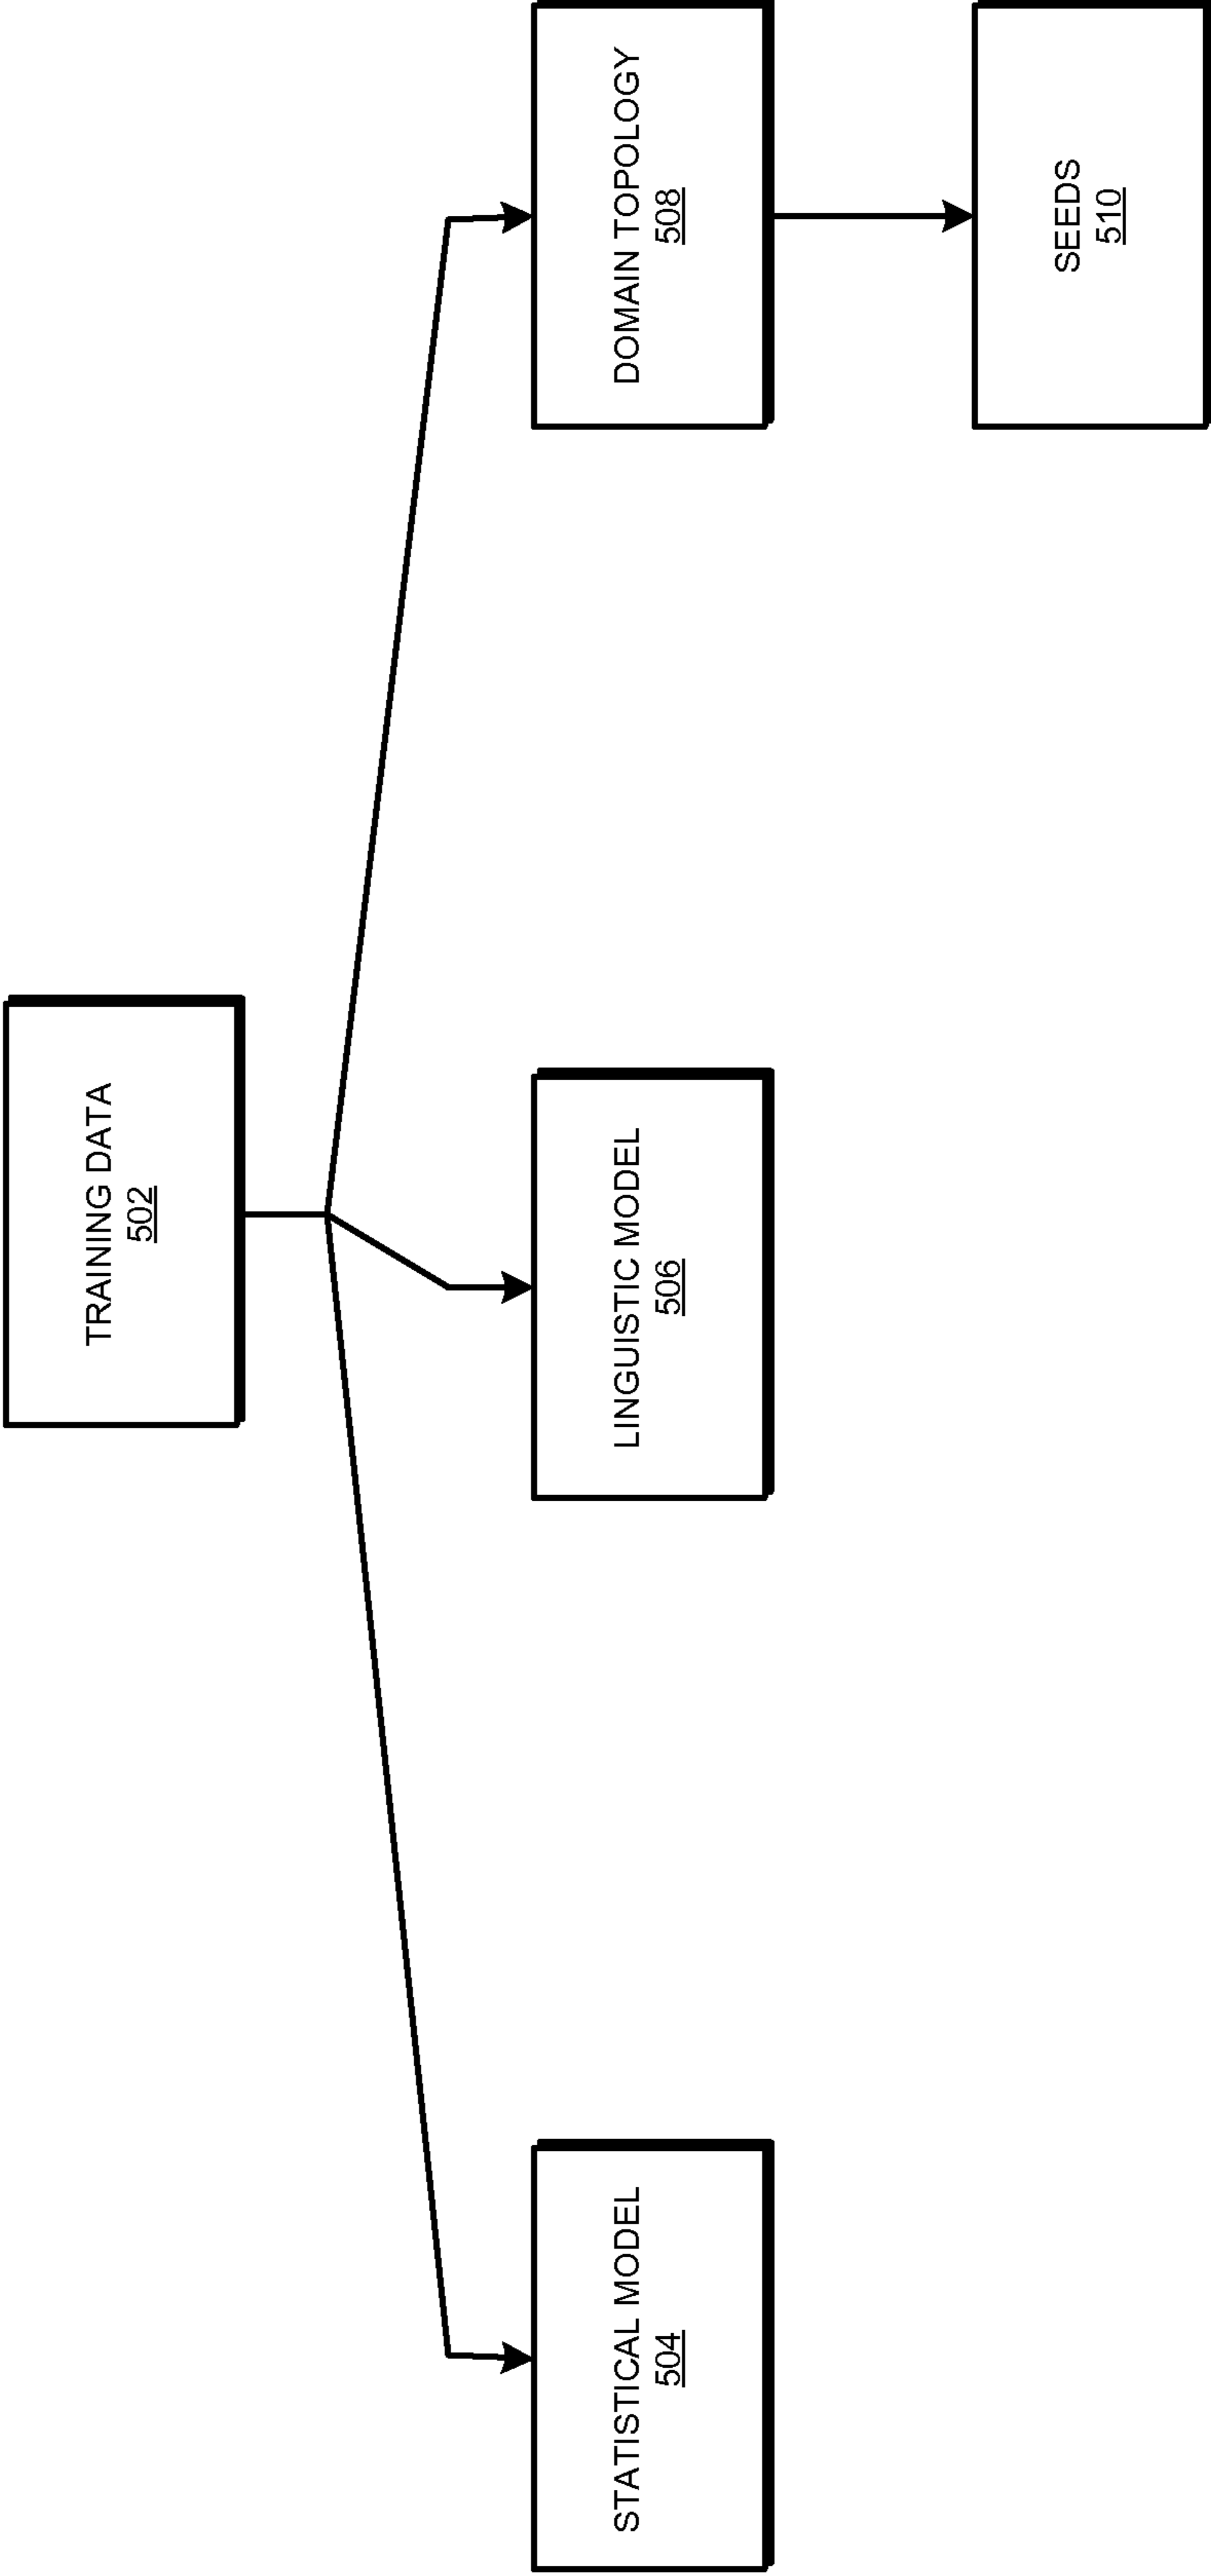 TRAINING DATA
502
STATISTICAL MODEL
504
LINGUISTIC MODEL
506
DOMAIN TOPOLOGY
508
SEEDS
510